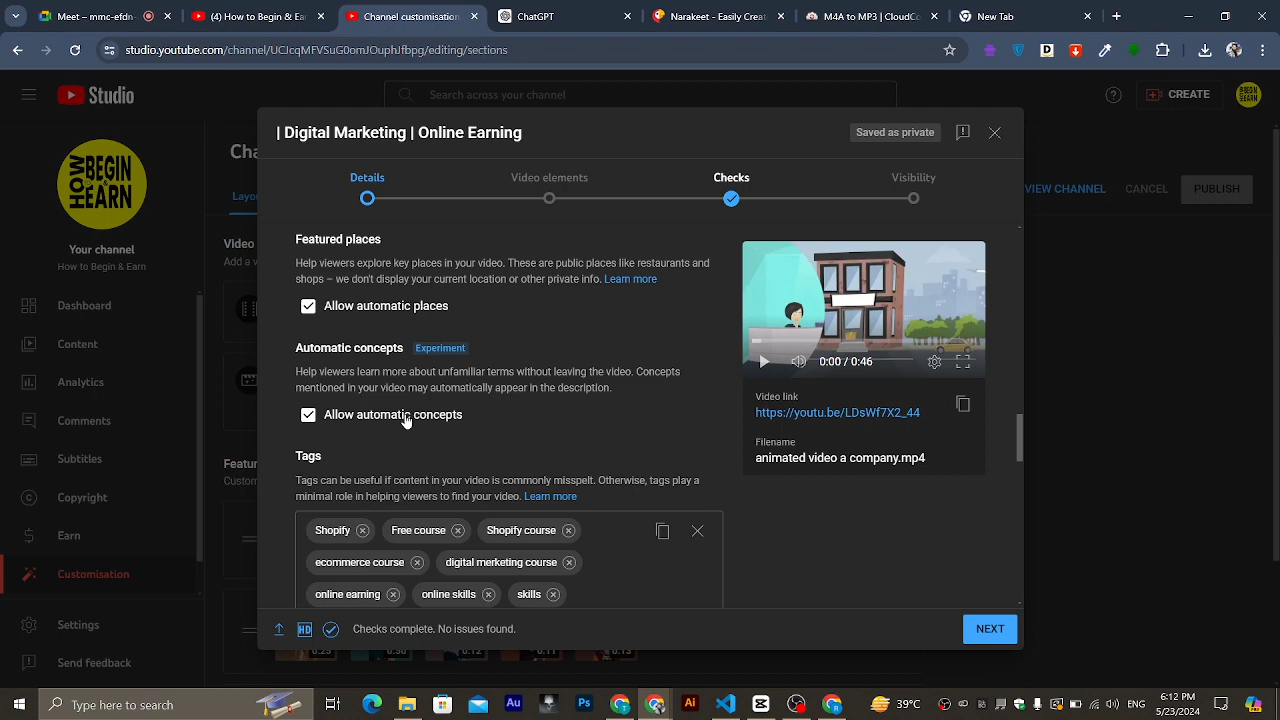 (4) How to Begin & Ea
Channel customisatio
ChatGPT
Narakeet - Easily Creat
M4A to MP3 | CloudCo
New Tab
studio.youtube.com/channel/UCicqMFVSuG0omJOuph1fbpg/editing/sections
Studio
Search across your channel
CREATE
HOW BEGIN & EARN
Your channel
How to Begin & Earn
Dashboard
Content
Analytics
Comments
Subtitles
Copyright
Earn
Customisation
Settings
Send feedback
VIEW CHANNEL
CANCEL
PUBLISH
| Digital Marketing | Online Earning
Saved as private
Details
Video elements
Checks
Visibility
Featured places
Help viewers explore key places in your video. These are public places like restaurants and
shops – we don't display your current location or other private info. Learn more
Allow automatic places
Automatic concepts Experiment
Help viewers learn more about unfamiliar terms without leaving the video. Concepts
mentioned in your video may automatically appear in the description.
Allow automatic concepts
Tags
Tags can be useful if content in your video is commonly misspelt. Otherwise, tags play a
minimal role in helping viewers to find your video. Learn more
Shopify
Free course
Shopify course
ecommerce course
digital marketing course
online earning
online skills
skills
0:00 / 0:46
Video link
https://youtu.be/LDsWf7X2_44
Filename
animated video a company.mp4
HD
Checks complete. No issues found.
NEXT
Type here to search
Au
Ps
Ai
39°C
6:12 PM
5/23/2024